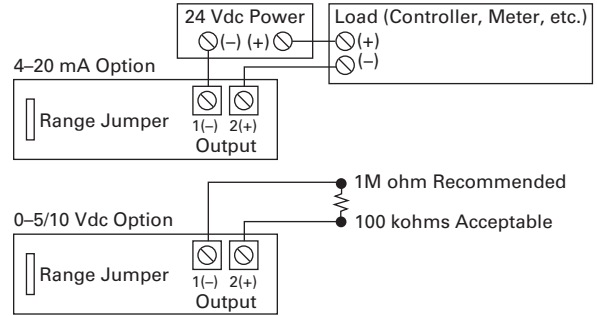 24 Vdc Power
(–) (+)
Load (Controller, Meter, etc.)
(+)
(–)
4–20 mA Option
Range Jumper
1(–) 2(+)
Output
1M ohm Recommended
100 kohms Acceptable
0–5/10 Vdc Option
Range Jumper
1(–) 2(+)
Output